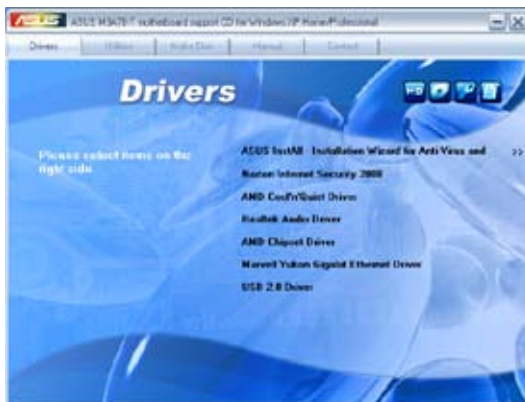 ASUS M3A78-T motherboard support CD for Windows XP Home/Professional
Drivers Utilities Make Disk Manual Contact
Drivers
Please select items on the
right side.
ASUS InstAll - Installation Wizard for Anti Virus and >>
Norton Internet Security 2008
AMD Cool'n'Quiet Driver
Realtek Audio Driver
AMD Chipset Driver
Marvell Yukon Gigabit Ethernet Driver
USB 2.0 Driver